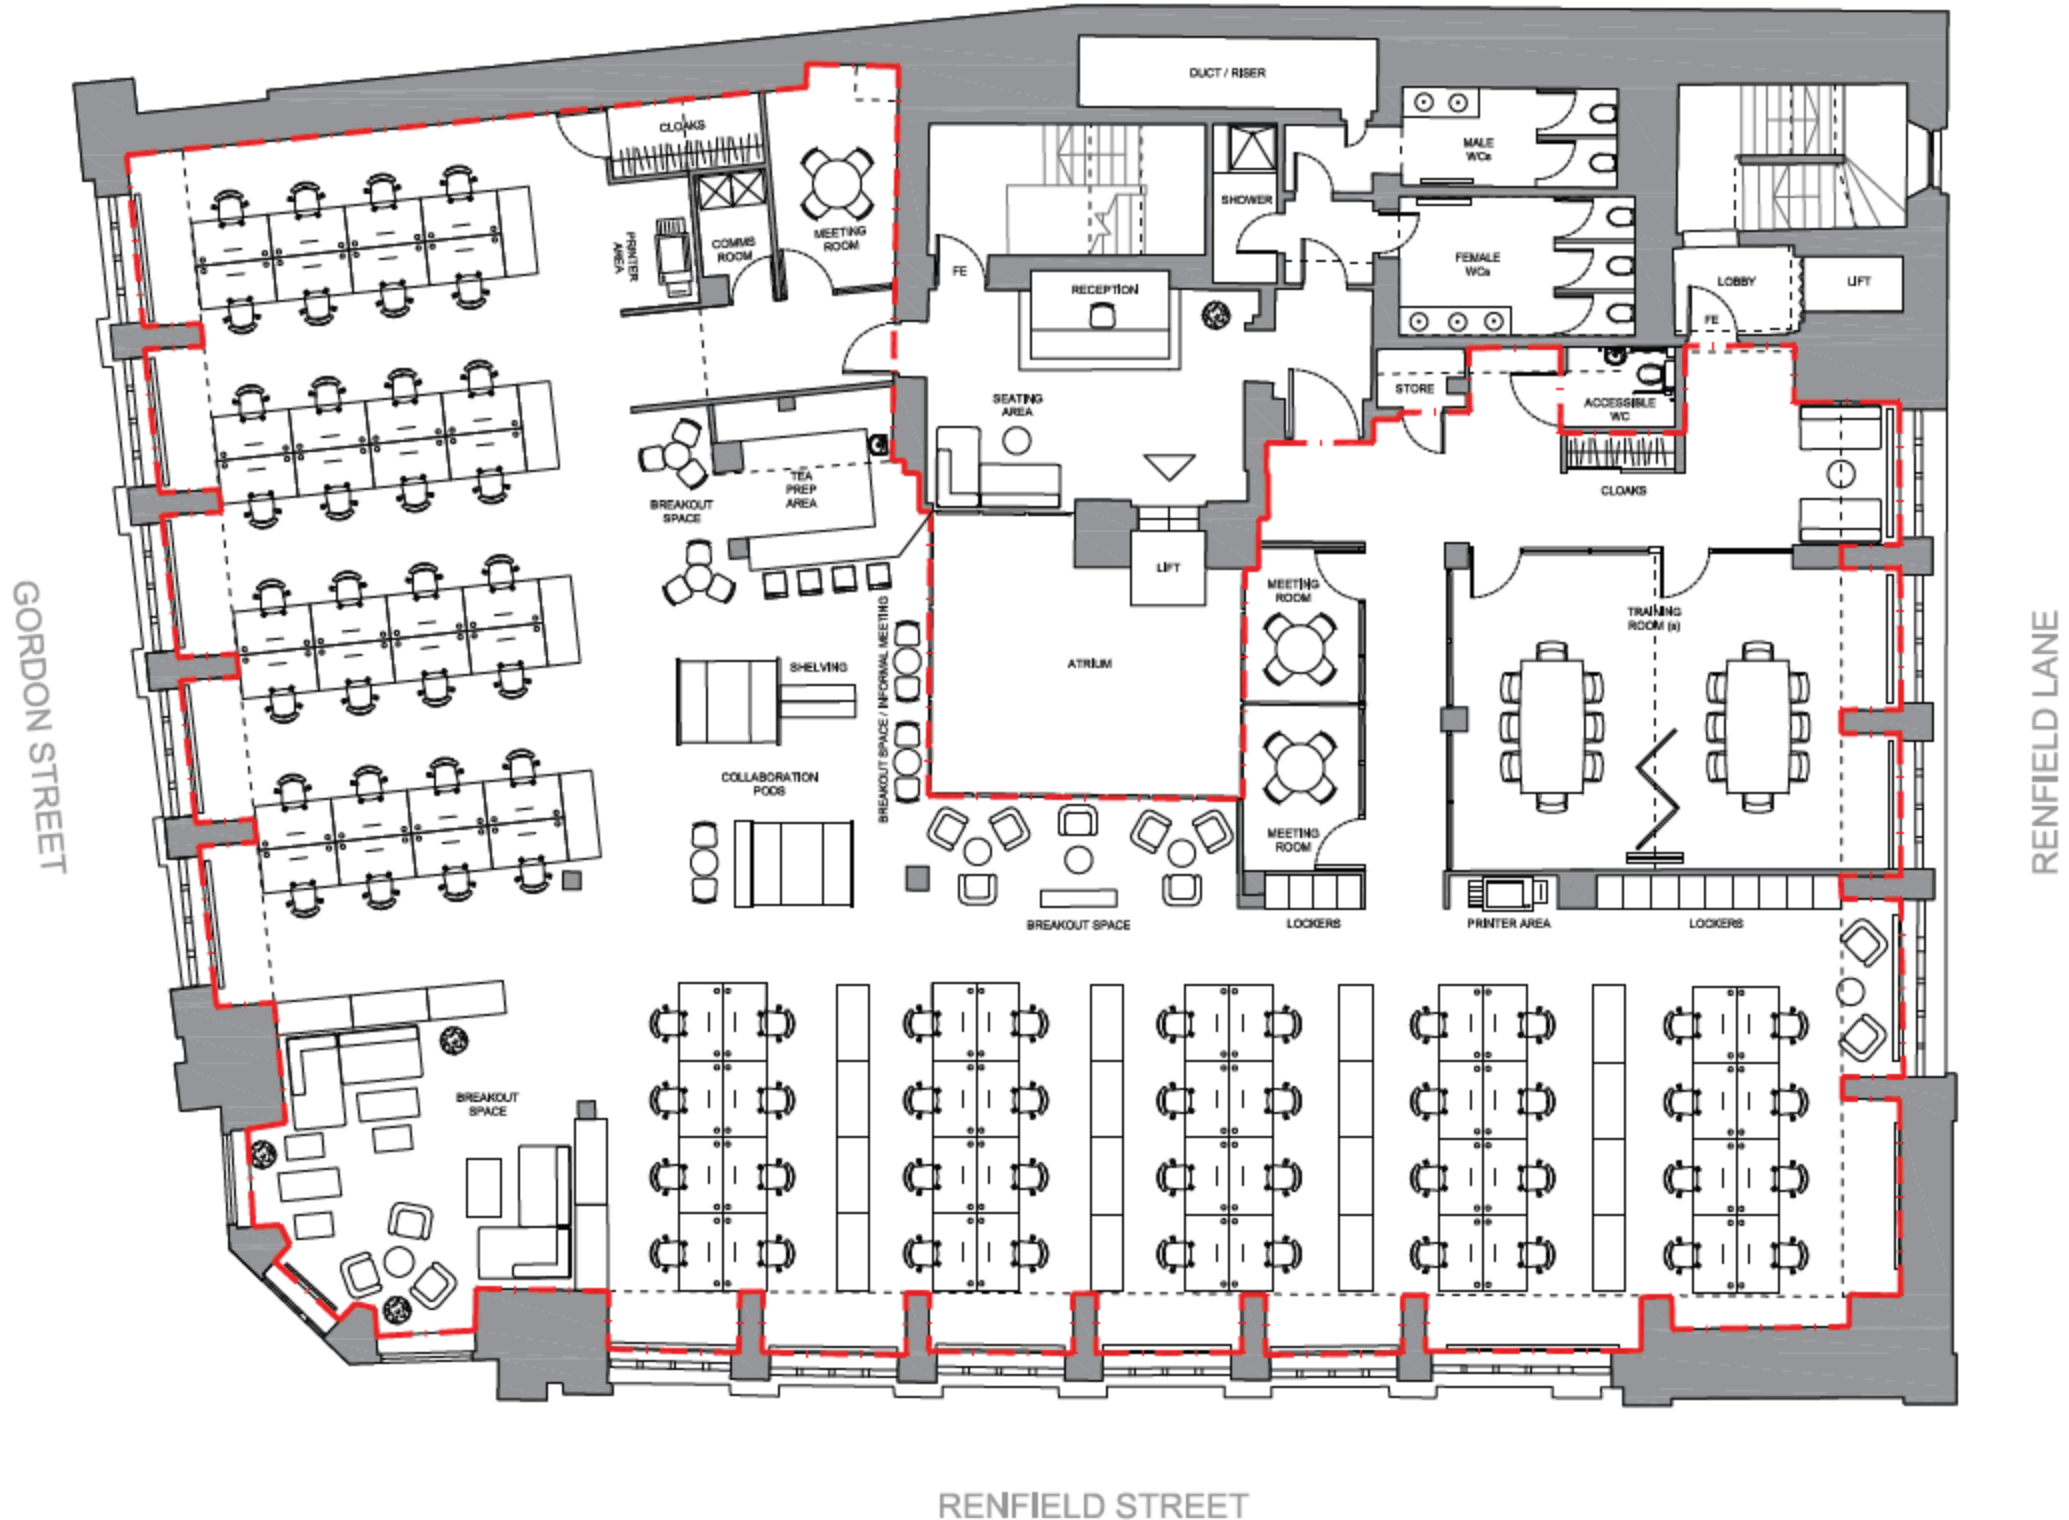 DUCT / RISER
CLOAKS
MALE
WCs
SHOWER
PRINTER
AREA
COMMS
ROOM
MEETING
ROOM
FE
RECEPTION
FEMALE
WCs
LOBBY
LIFT
FE
STORE
ACCESSIBLE
WC
SEATING
AREA
TEA
PREP
AREA
BREAKOUT
SPACE
CLOAKS
LIFT
MEETING
ROOM
TRAINING
ROOM (s)
GORDON STREET
RENFIELD LANE
SHELVING
BREAKOUT SPACE / INFORMAL MEETING
ATRIUM
COLLABORATION
PODS
MEETING
ROOM
BREAKOUT SPACE
LOCKERS
PRINTER AREA
LOCKERS
BREAKOUT
SPACE
RENFIELD STREET